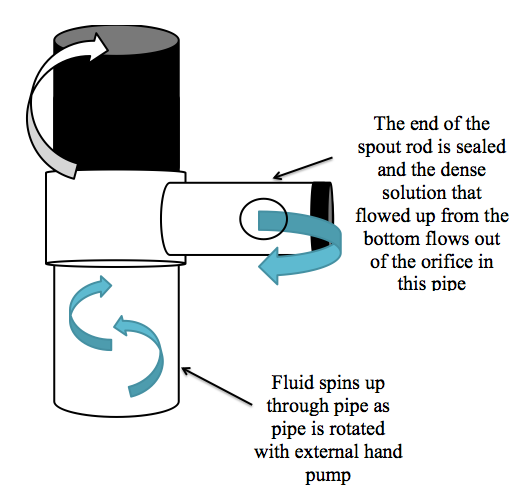 The end of the
spout rod is sealed
and the dense
solution that
flowed up from the
bottom flows out
of the orifice in
this pipe
Fluid spins up
through pipe as
pipe is rotated
with external hand
pump